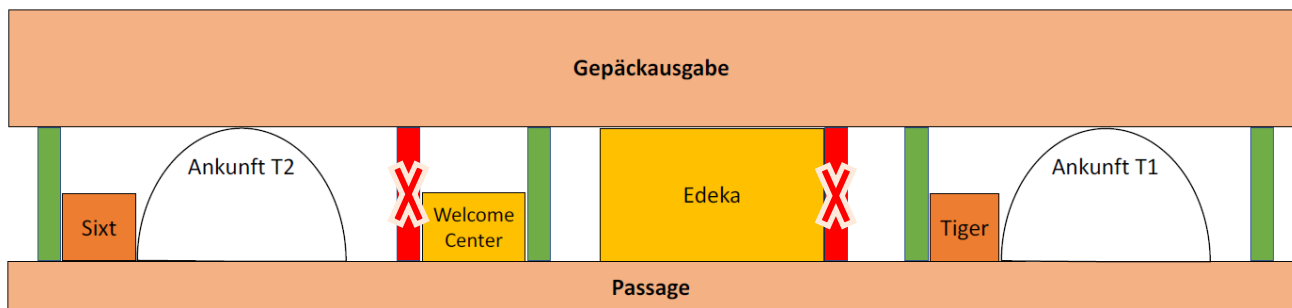 Gepäckausgabe
Ankunft T2
Ankunft T1
Sixt
Welcome
Center
Edeka
Tiger
Passage